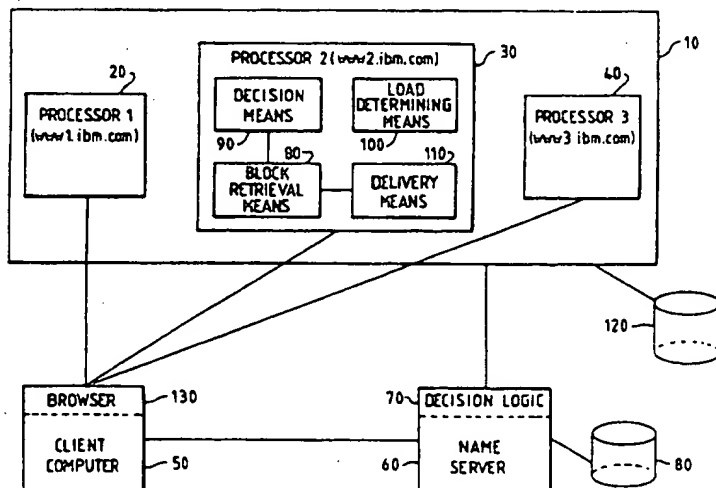 10
20
PROCESSOR 1
(www1.ibm.com)
PROCESSOR 2 (www2.ibm.com)
30
DECISION
MEANS
90
LOAD
DETERMINING
MEANS
100
80
BLOCK
RETRIEVAL
MEANS
110
DELIVERY
MEANS
40
PROCESSOR 3
(www3 ibm.com)
120
BROWSER
130
CLIENT
COMPUTER
50
70
DECISION LOGIC
60
NAME
SERVER
80